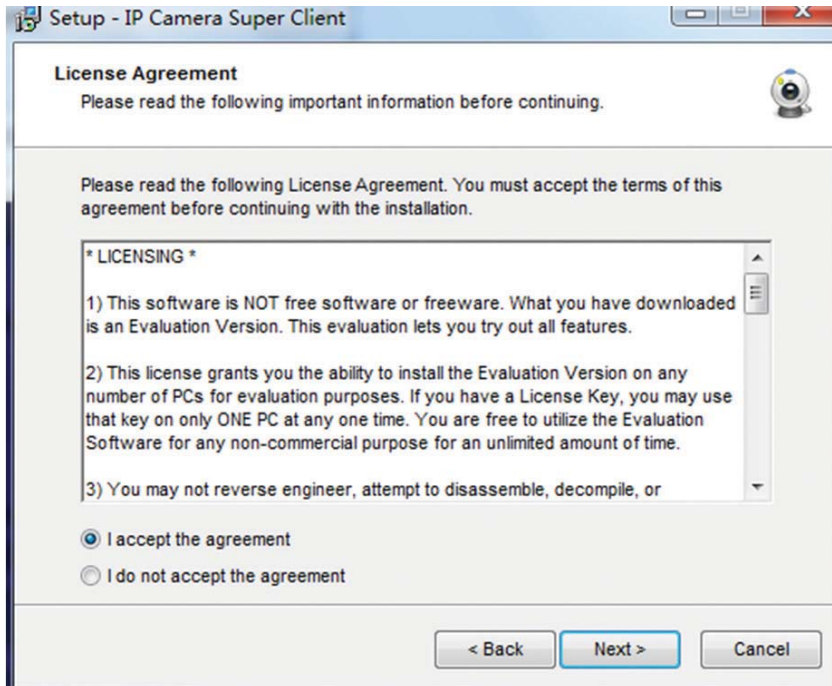 Setup - IP Camera Super Client
License Agreement
Please read the following important information before continuing.
Please read the following License Agreement. You must accept the terms of this
agreement before continuing with the installation.
* LICENSING *
1) This software is NOT free software or freeware. What you have downloaded
is an Evaluation Version. This evaluation lets you try out all features.
2) This license grants you the ability to install the Evaluation Version on any
number of PCs for evaluation purposes. If you have a License Key, you may use
that key on only ONE PC at any one time. You are free to utilize the Evaluation
Software for any non-commercial purpose for an unlimited amount of time.
3) You may not reverse engineer, attempt to disassemble, decompile, or
I accept the agreement
I do not accept the agreement
< Back
Next >
Cancel